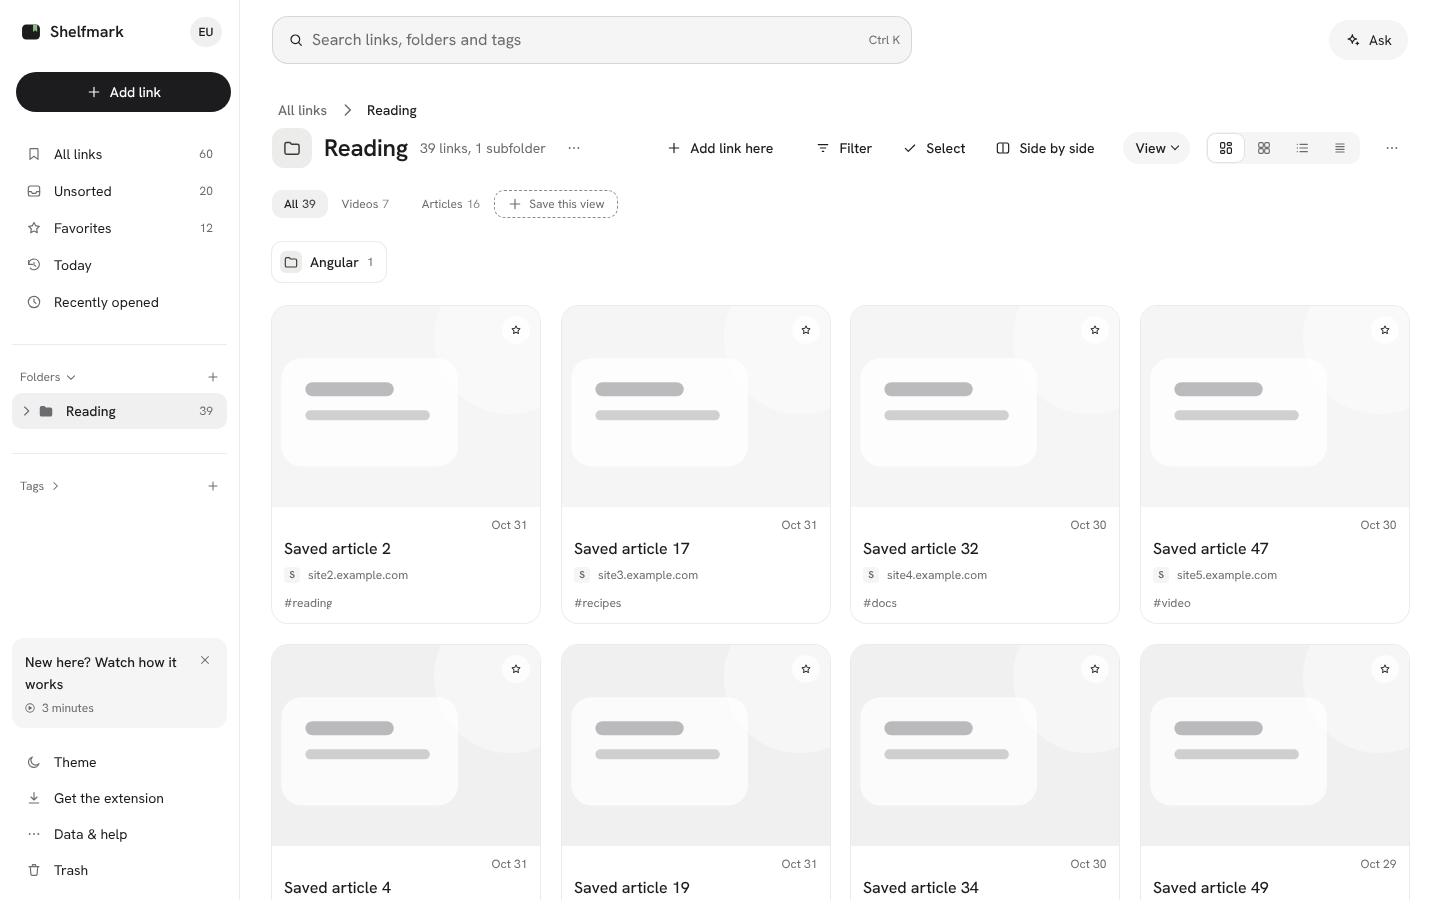 Shelfmark
EU
Add link
All links 60
Unsorted 20
Favorites 12
Today
Recently opened
Folders
Reading 39
Tags
New here? Watch how it
works
3 minutes
Theme
Get the extension
Data & help
Trash
Search links, folders and tags Ctrl K
Ask
All links Reading
Reading 39 links, 1 subfolder Add link here Filter Select Side by side View
All 39 Videos 7 Articles 16 Save this view
Angular 1
Oct 31
Saved article 2
S site2.example.com
#reading
Oct 31
Saved article 17
S site3.example.com
#recipes
Oct 30
Saved article 32
S site4.example.com
#docs
Oct 30
Saved article 47
S site5.example.com
#video
Oct 31
Saved article 4
Oct 31
Saved article 19
Oct 30
Saved article 34
Oct 29
Saved article 49